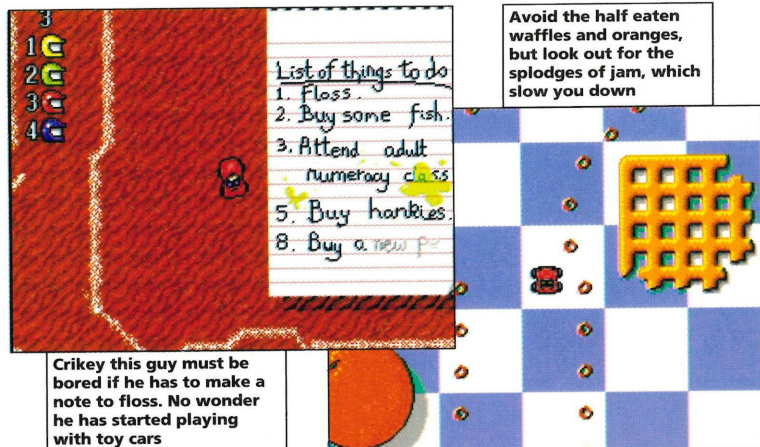 3
1
2
3
4
List of things to do
1. Floss.
2. Buy some fish.
3. Attend adult
numeracy class
5. Buy hankies.
8. Buy a new
Avoid the half eaten
waffles and oranges,
but look out for the
splodges of jam, which
slow you down
Crikey this guy must be
bored if he has to make a
note to floss. No wonder
he has started playing
with toy cars